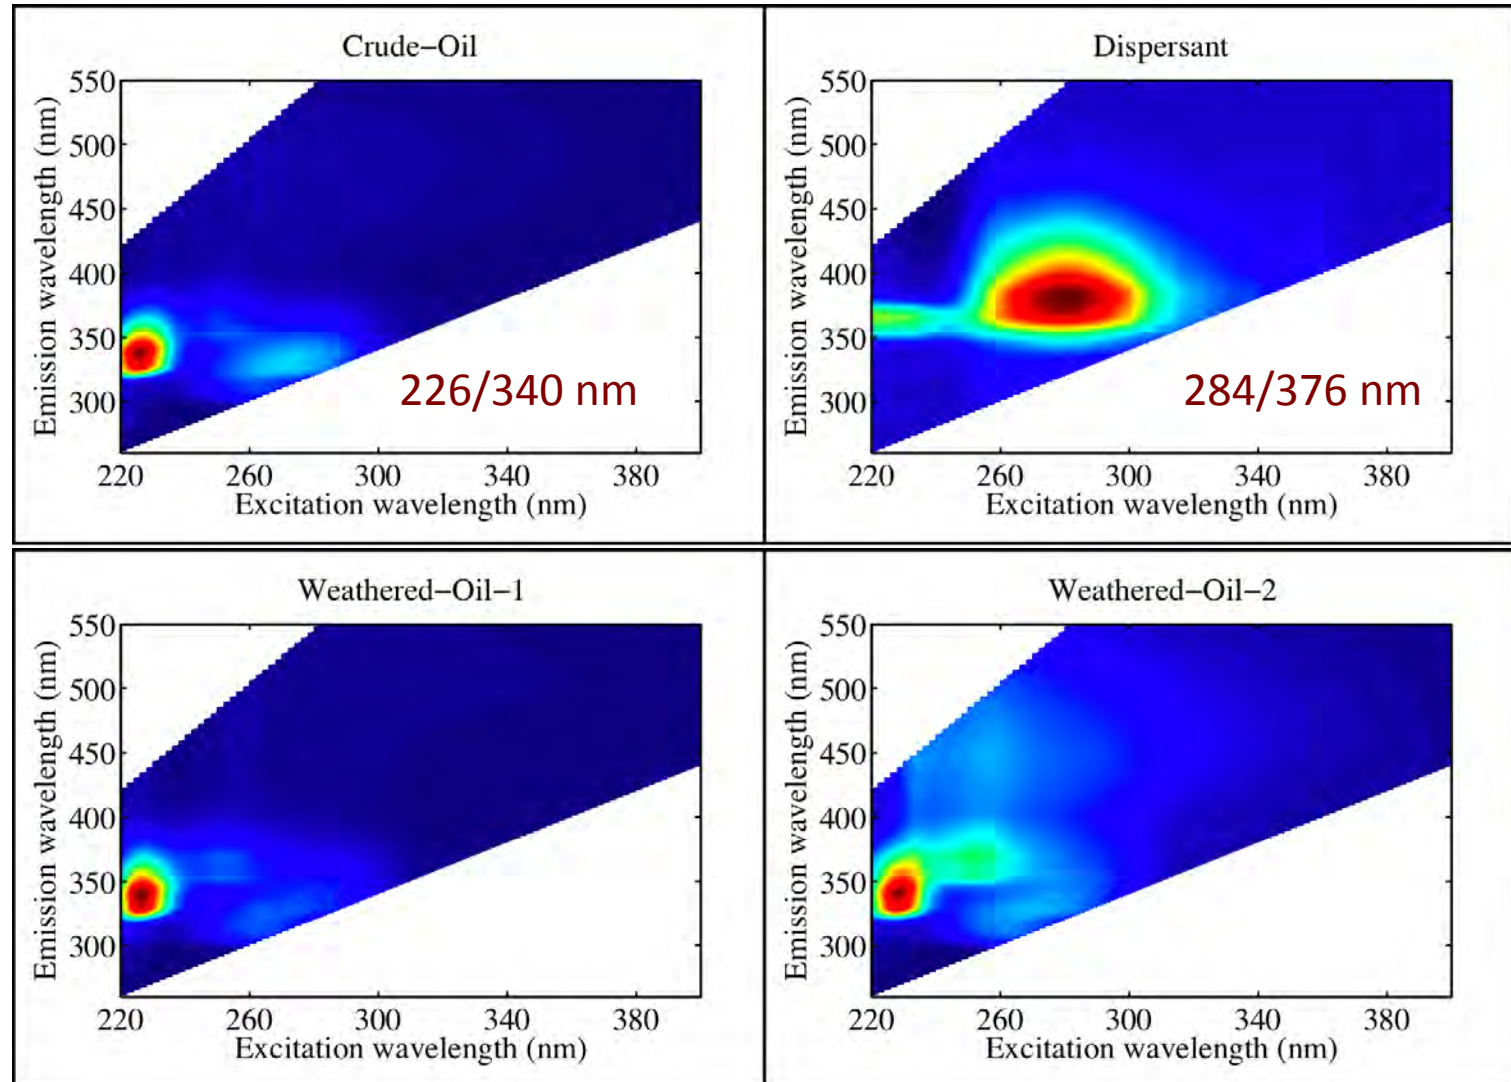 Crude−Oil
550
500
450
400
350
300
Emission wavelength (nm)
226/340 nm
220 260 300 340 380
Excitation wavelength (nm)
Dispersant
550
500
450
400
350
300
Emission wavelength (nm)
284/376 nm
220 260 300 340 380
Excitation wavelength (nm)
Weathered−Oil−1
550
500
450
400
350
300
Emission wavelength (nm)
220 260 300 340 380
Excitation wavelength (nm)
Weathered−Oil−2
550
500
450
400
350
300
Emission wavelength (nm)
220 260 300 340 380
Excitation wavelength (nm)